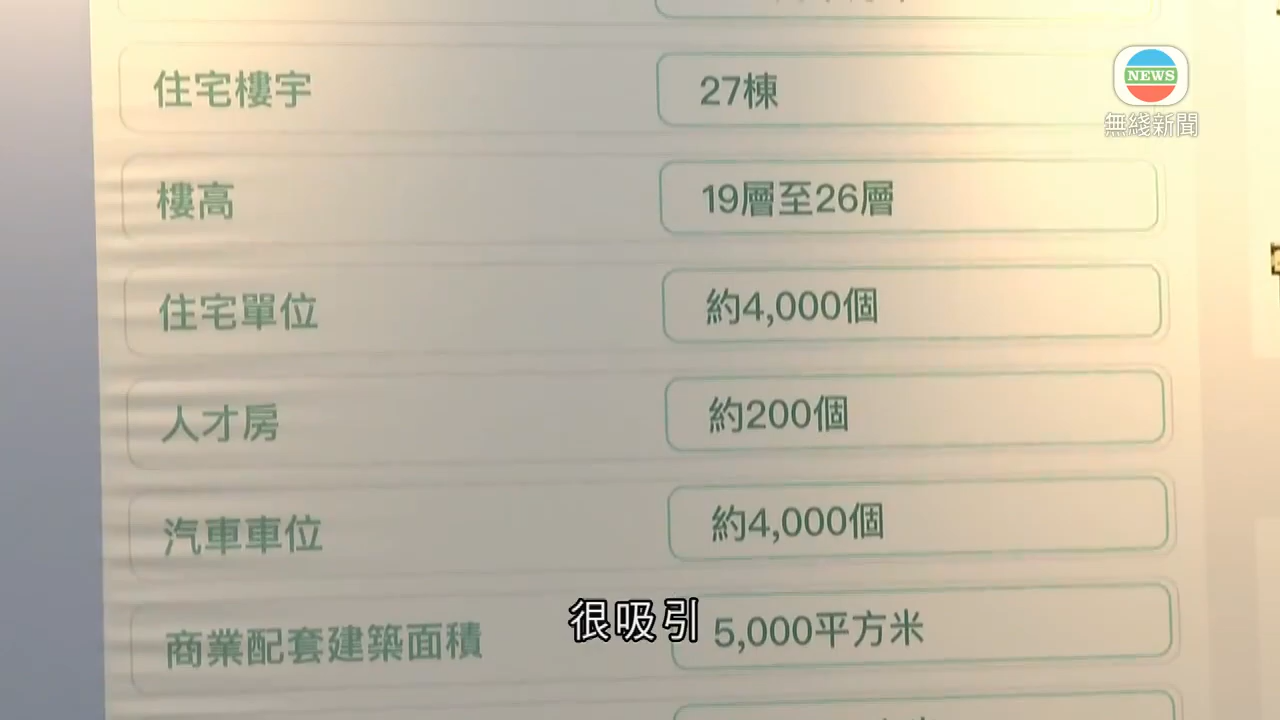 NEWS
無綫新聞
住宅樓宇 27棟
樓高 19層至26層
住宅單位 約4,000個
人才房 約200個
汽車車位 約4,000個
商業配套建築面積 5,000平方米
很吸引